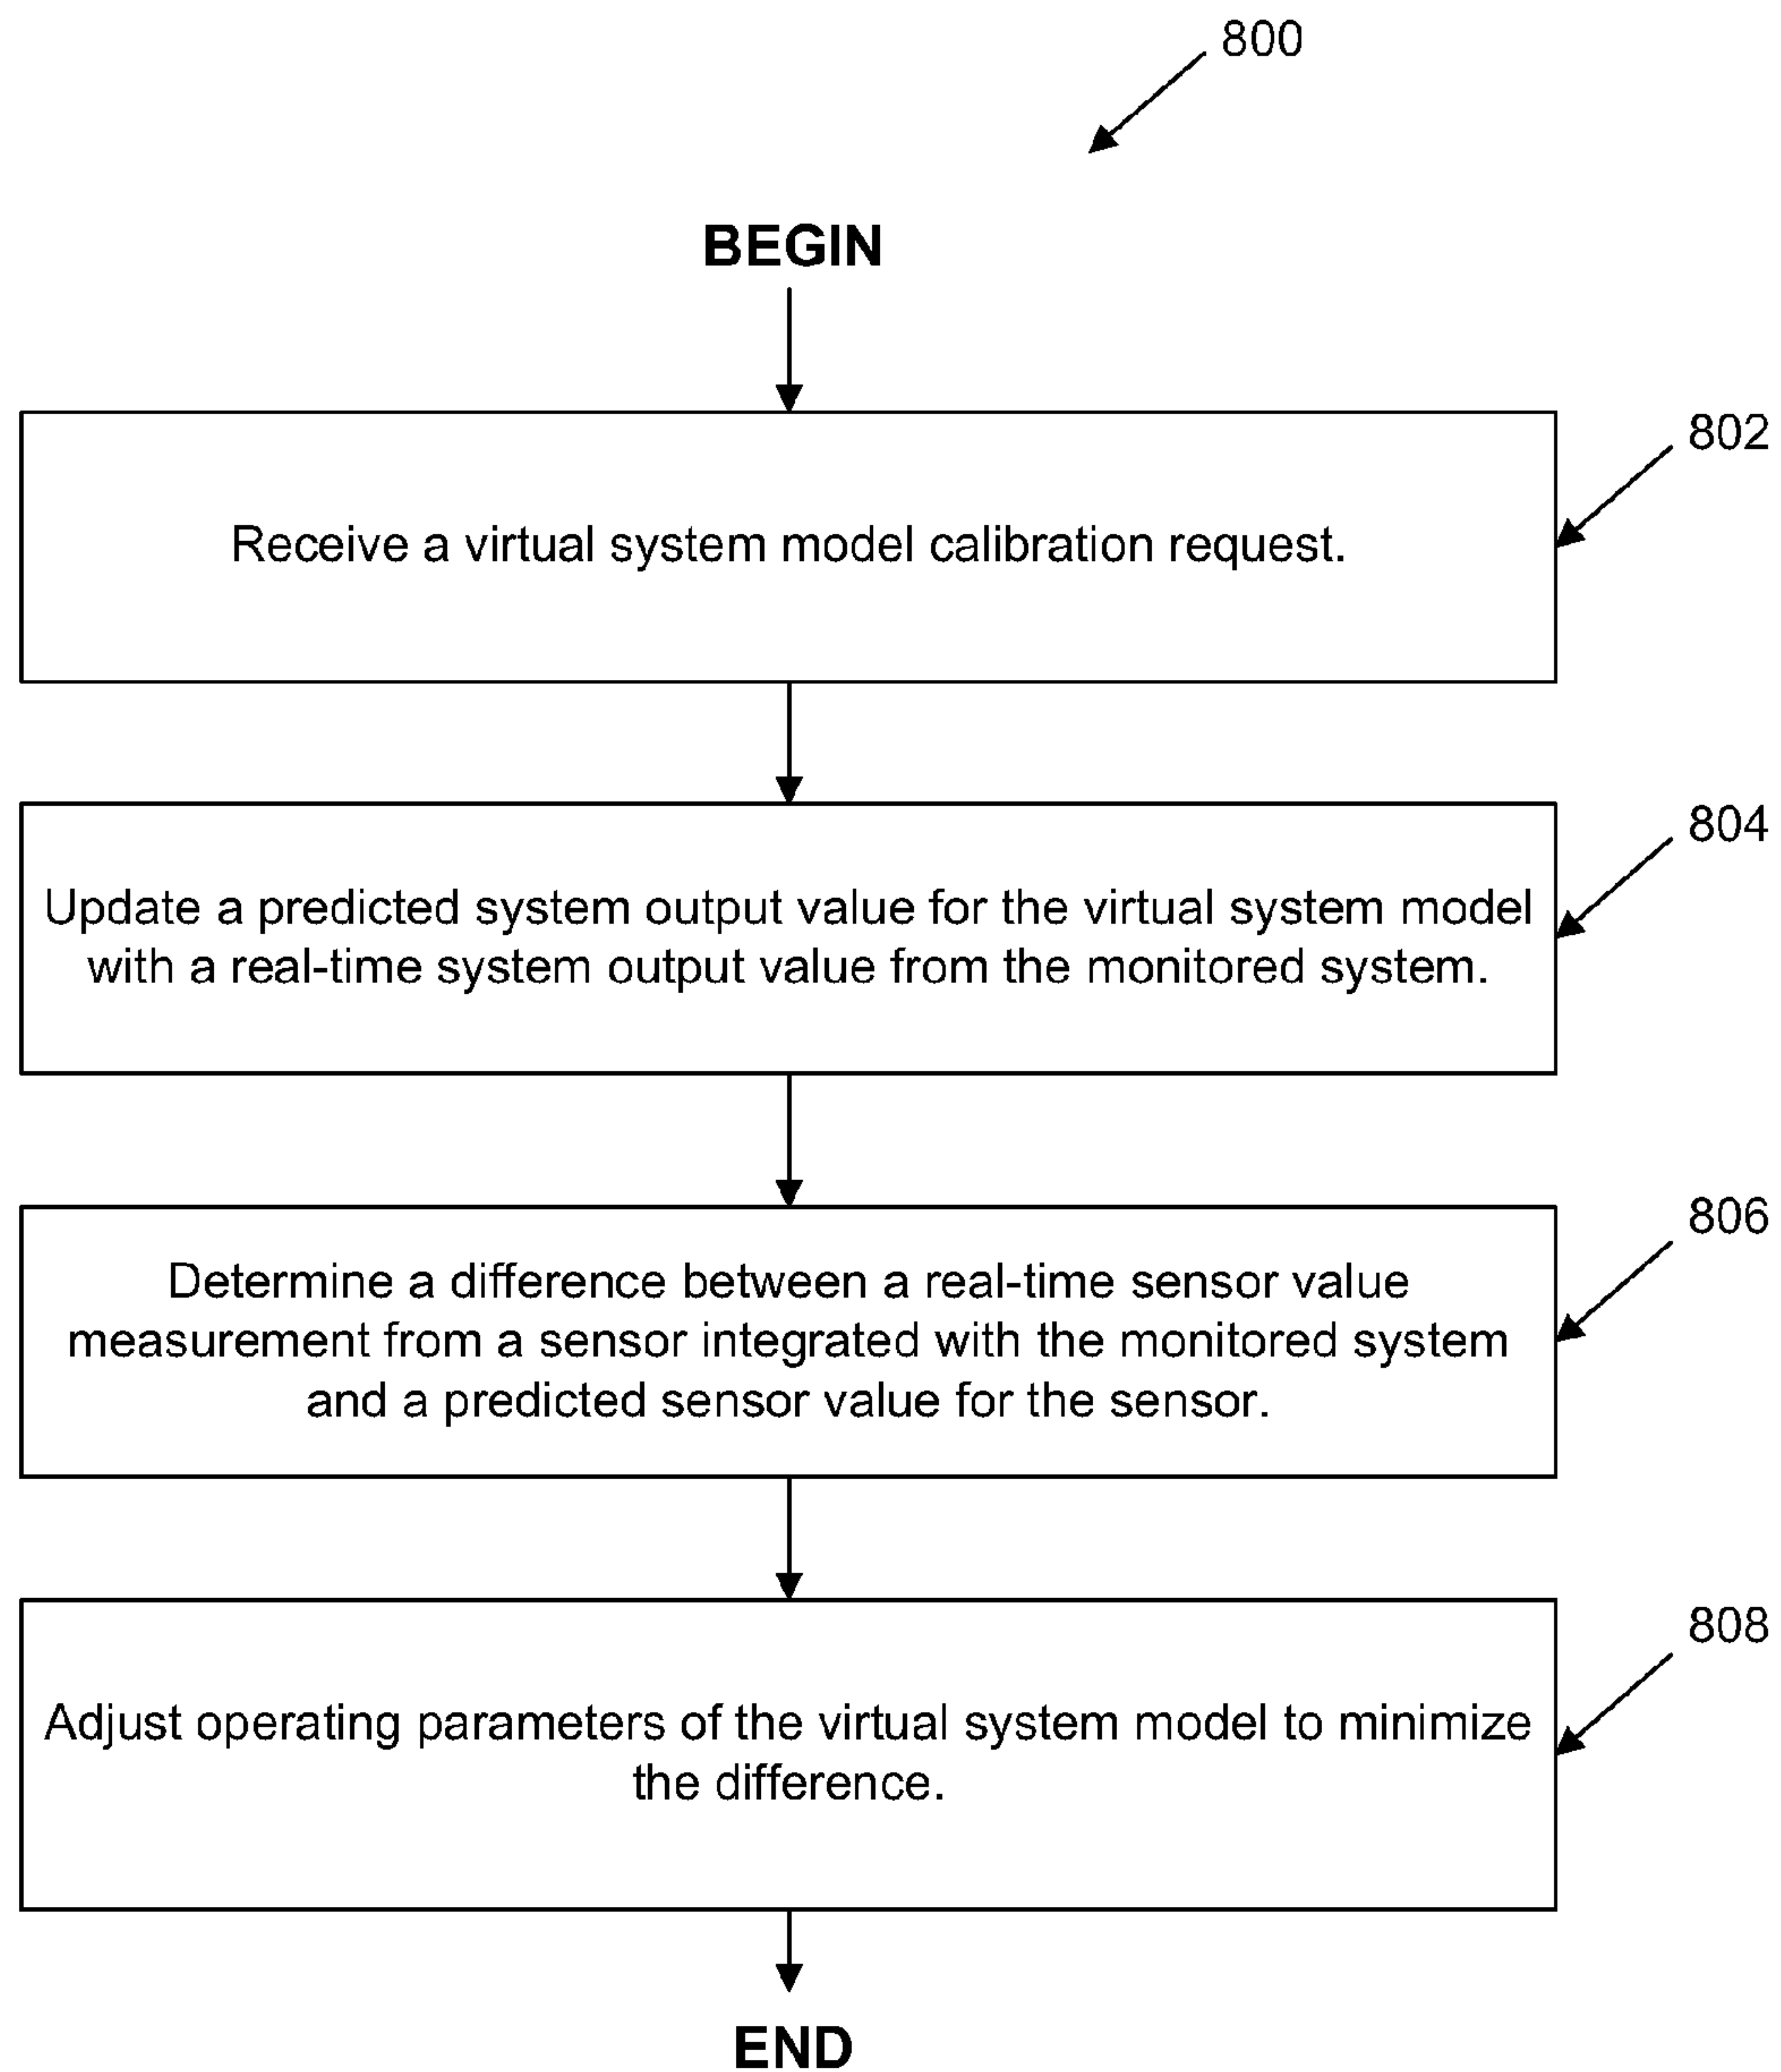 800
BEGIN
802
Receive a virtual system model calibration request.
804
Update a predicted system output value for the virtual system model
with a real-time system output value from the monitored system.
806
Determine a difference between a real-time sensor value
measurement from a sensor integrated with the monitored system
and a predicted sensor value for the sensor.
808
Adjust operating parameters of the virtual system model to minimize
the difference.
END